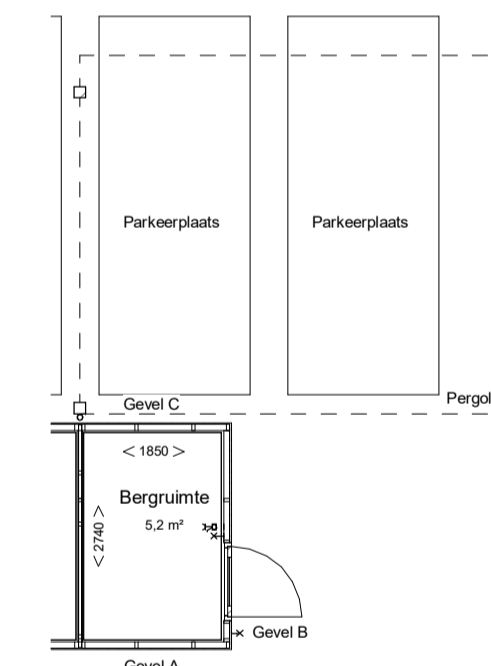 Parkeerplaats
Parkeerplaats
Pergol
Gevel C
< 1850 >
Bergruimte
5,2 m²
< 2740 >
Gevel B
Gevel A